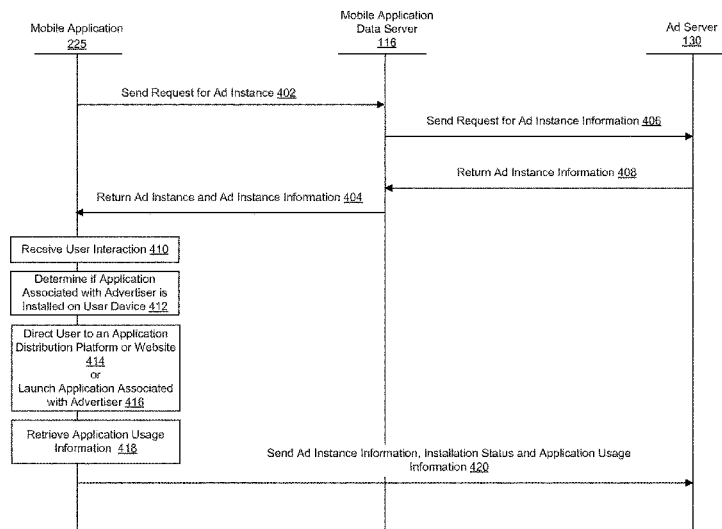 Mobile Application
225
Mobile Application
Data Server
116
Ad Server
130
Send Request for Ad Instance 402
Send Request for Ad Instance Information 406
Return Ad Instance Information 408
Return Ad Instance and Ad Instance Information 404
Receive User Interaction 410
Determine if Application
Associated with Advertiser is
Installed on User Device 412
Direct User to an Application
Distribution Platform or Website
414
or
Launch Application Associated
with Advertiser 416
Retrieve Application Usage
Information 418
Send Ad Instance Information, Installation Status and Application Usage
Information 420